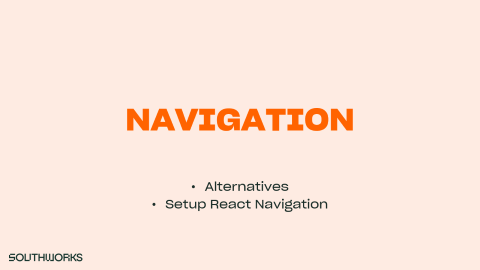 NAVIGATION
• Alternatives
• Setup React Navigation
SOUTHWORKS